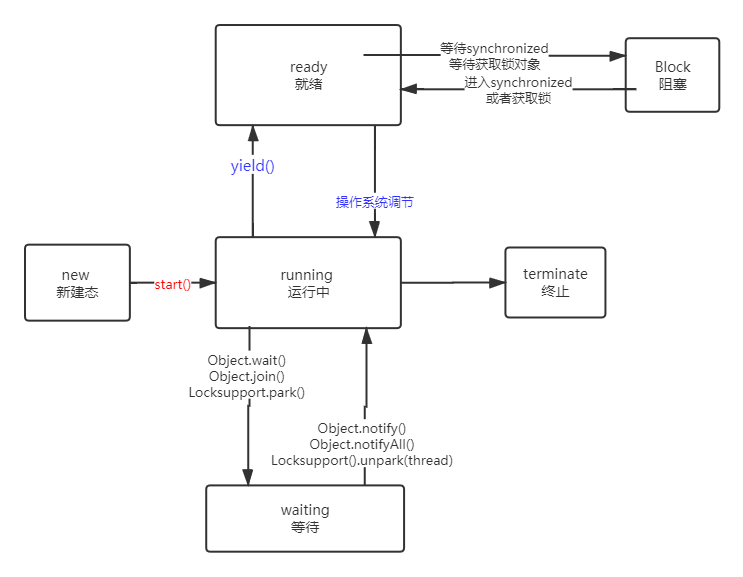 ready
就绪
等待synchronized
等待获取锁对象
进入synchronized
或者获取锁
Block
阻塞
yield()
操作系统调节
new
新建态
start()
running
运行中
terminate
终止
Object.wait()
Object.join()
Locksupport.park()
Object.notify()
Object.notifyAll()
Locksupport().unpark(thread)
waiting
等待